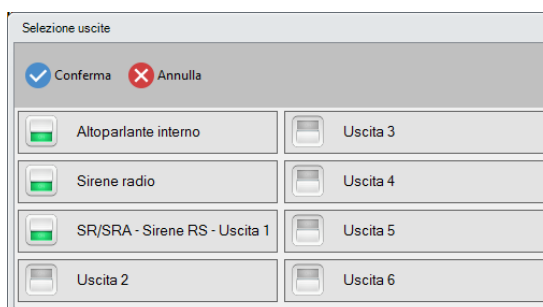 Selezione uscite
Conferma Annulla
Altoparlante interno
Uscita 3
Sirene radio
Uscita 4
SR/SRA - Sirene RS - Uscita 1
Uscita 5
Uscita 2
Uscita 6